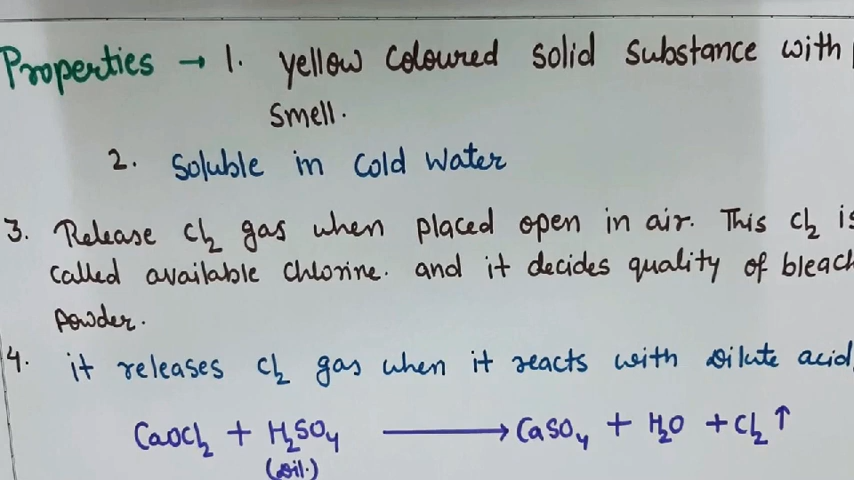 Properties → 1. yellow coloured solid substance with
smell.
2. Soluble in cold water
3. Release Cl₂ gas when placed open in air. This Cl₂ is
called available chlorine. and it decides quality of bleach
powder.
4. it releases Cl₂ gas when it reacts with dilute acid
CaOCl₂ + H₂SO₄ ⟶ CaSO₄ + H₂O + Cl₂↑
(dil.)